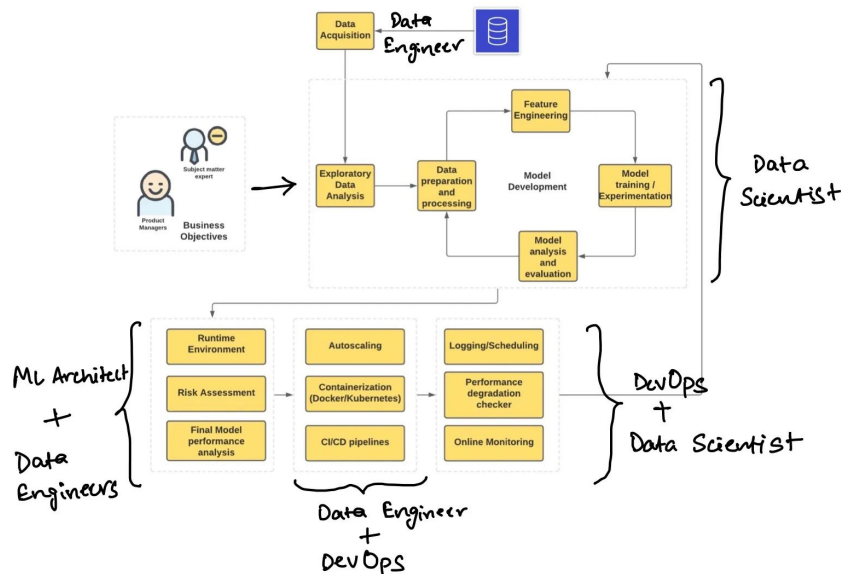 Data
Acquisition
Data
Engineer
Subject matter
expert
Product
Managers
Business
Objectives
Exploratory
Data
Analysis
Data
preparation
and
processing
Feature
Engineering
Model
Development
Model
training /
Experimentation
Model
analysis
and
evaluation
Data
Scientist
ML Architect
+
Data
Engineers
Runtime
Environment
Risk Assessment
Final Model
performance
analysis
Autoscaling
Containerization
(Docker/Kubernetes)
CI/CD pipelines
Logging/Scheduling
Performance
degradation
checker
Online Monitoring
DevOps
+
Data Scientist
Data Engineer
+
DevOps